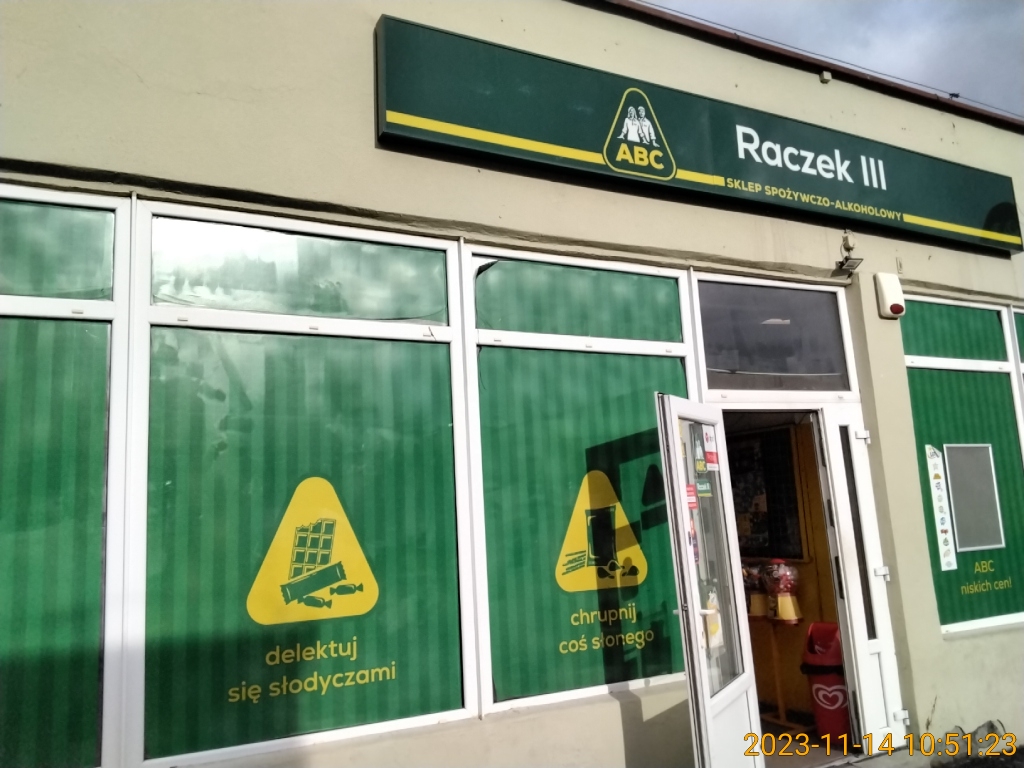 ABC
Raczek III
SKLEP SPOŻYWCZO-ALKOHOLOWY
delektuj
się słodyczami
chrupnij
coś słonego
ABC
niskich cen!
2023-11-14 10:51:23